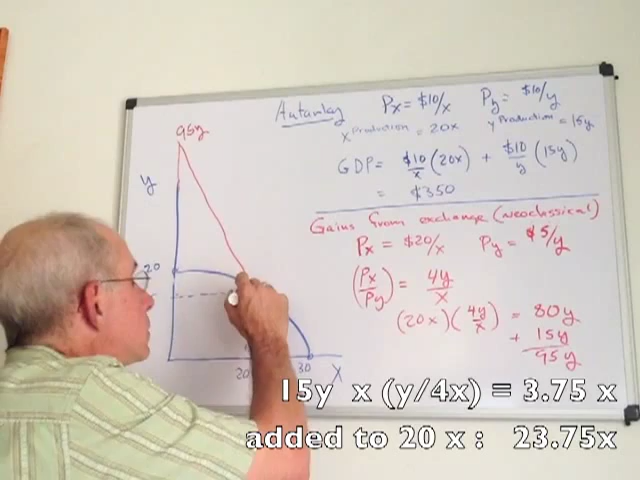 Autarky Px = $10/x Py = $10/y
x Production = 20x y Production = 15y
GDP = $10/x (20x) + $10/y (15y)
= $350
Gains from exchange (neoclassical)
Px = $20/x Py = $5/y
(Px/Py) = 4y/x
(20x)(4y/x) = 80y
+ 15y
95y
95y
y
20
20 30 X
15y x (y/4x) = 3.75 x
added to 20 x : 23.75x